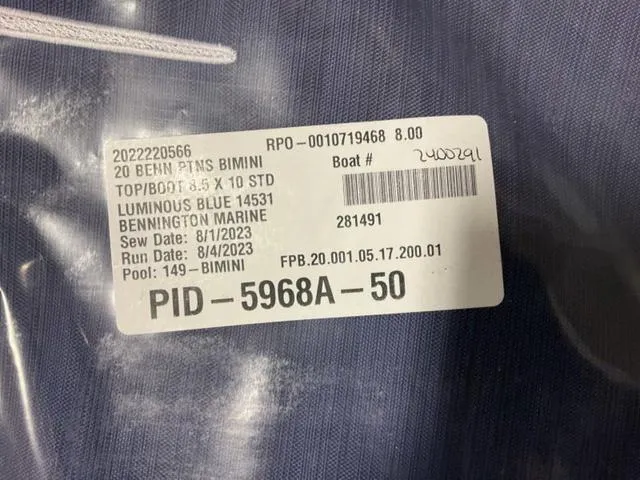 2022220566
RPO-0010719468 8.00
20 BENN PTNS BIMINI
Boat #
2400291
TOP/BOOT 8.5 X 10 STD
LUMINOUS BLUE 14531
BENNINGTON MARINE
281491
Sew Date: 8/1/2023
Run Date: 8/4/2023
Pool: 149-BIMINI
FPB.20.001.05.17.200.01
PID-5968A-50